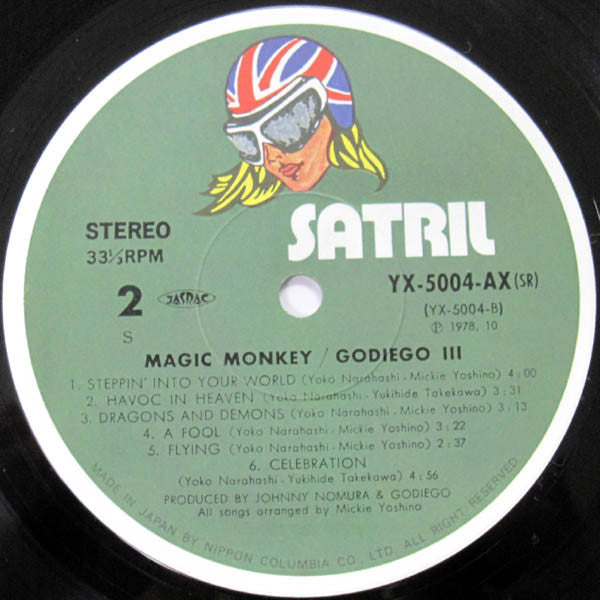 SATRIL
STEREO
33⅓RPM
YX-5004-AX(SR)
2 JASRAC
(YX-5004-B)
S
Ⓟ 1978. 10
MAGIC MONKEY / GODIEGO III
1. STEPPIN' INTO YOUR WORLD (Yoko Narahashi - Mickie Yoshino) 4:00
2. HAVOC IN HEAVEN (Yoko Narahashi - Yukihide Takekawa) 3:31
3. DRAGONS AND DEMONS (Yoko Narahashi - Mickie Yoshino) 3:13
4. A FOOL (Yoko Narahashi - Mickie Yoshino) 3:22
5. FLYING (Yoko Narahashi - Mickie Yoshino) 2:37
6. CELEBRATION
(Yoko Narahashi - Yukihide Takekawa) 4:56
PRODUCED BY JOHNNY NOMURA & GODIEGO
All songs arranged by Mickie Yoshino
MADE IN JAPAN BY NIPPON COLUMBIA CO., LTD. ALL RIGHT RESERVED.